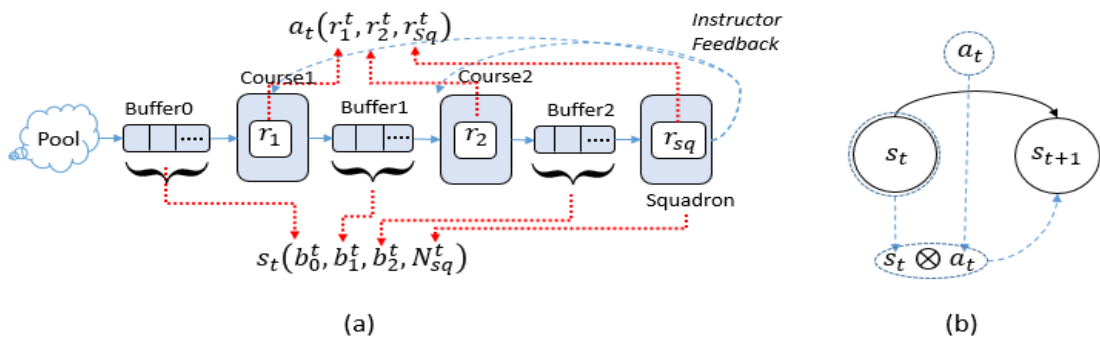 a_t(r_1^t, r_2^t, r_{Sq}^t)
Instructor
Feedback
Course1
Course2
Buffer0
Buffer1
Buffer2
Pool
....
r_1
....
r_2
....
r_{sq}
Squadron
s_t(b_0^t, b_1^t, b_2^t, N_{sq}^t)
(a)
a_t
s_t
s_{t+1}
s_t ⊗ a_t
(b)